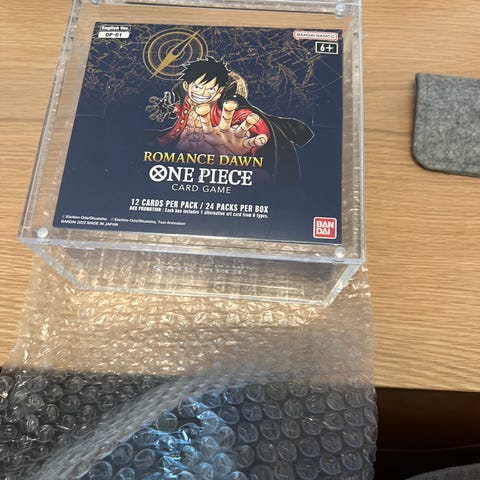 English Ver.
OP-01
BANDAI NAMCO
6+
ROMANCE DAWN
ONE PIECE
CARD GAME
12 CARDS PER PACK / 24 PACKS PER BOX
BOX PROMOTION : Each box includes 1 alternative art card from 6 types.
©Eiichiro Oda/Shueisha
©Eiichiro Oda/Shueisha, Toei Animation
BANDAI 2022 MADE IN JAPAN
BAN
DAI